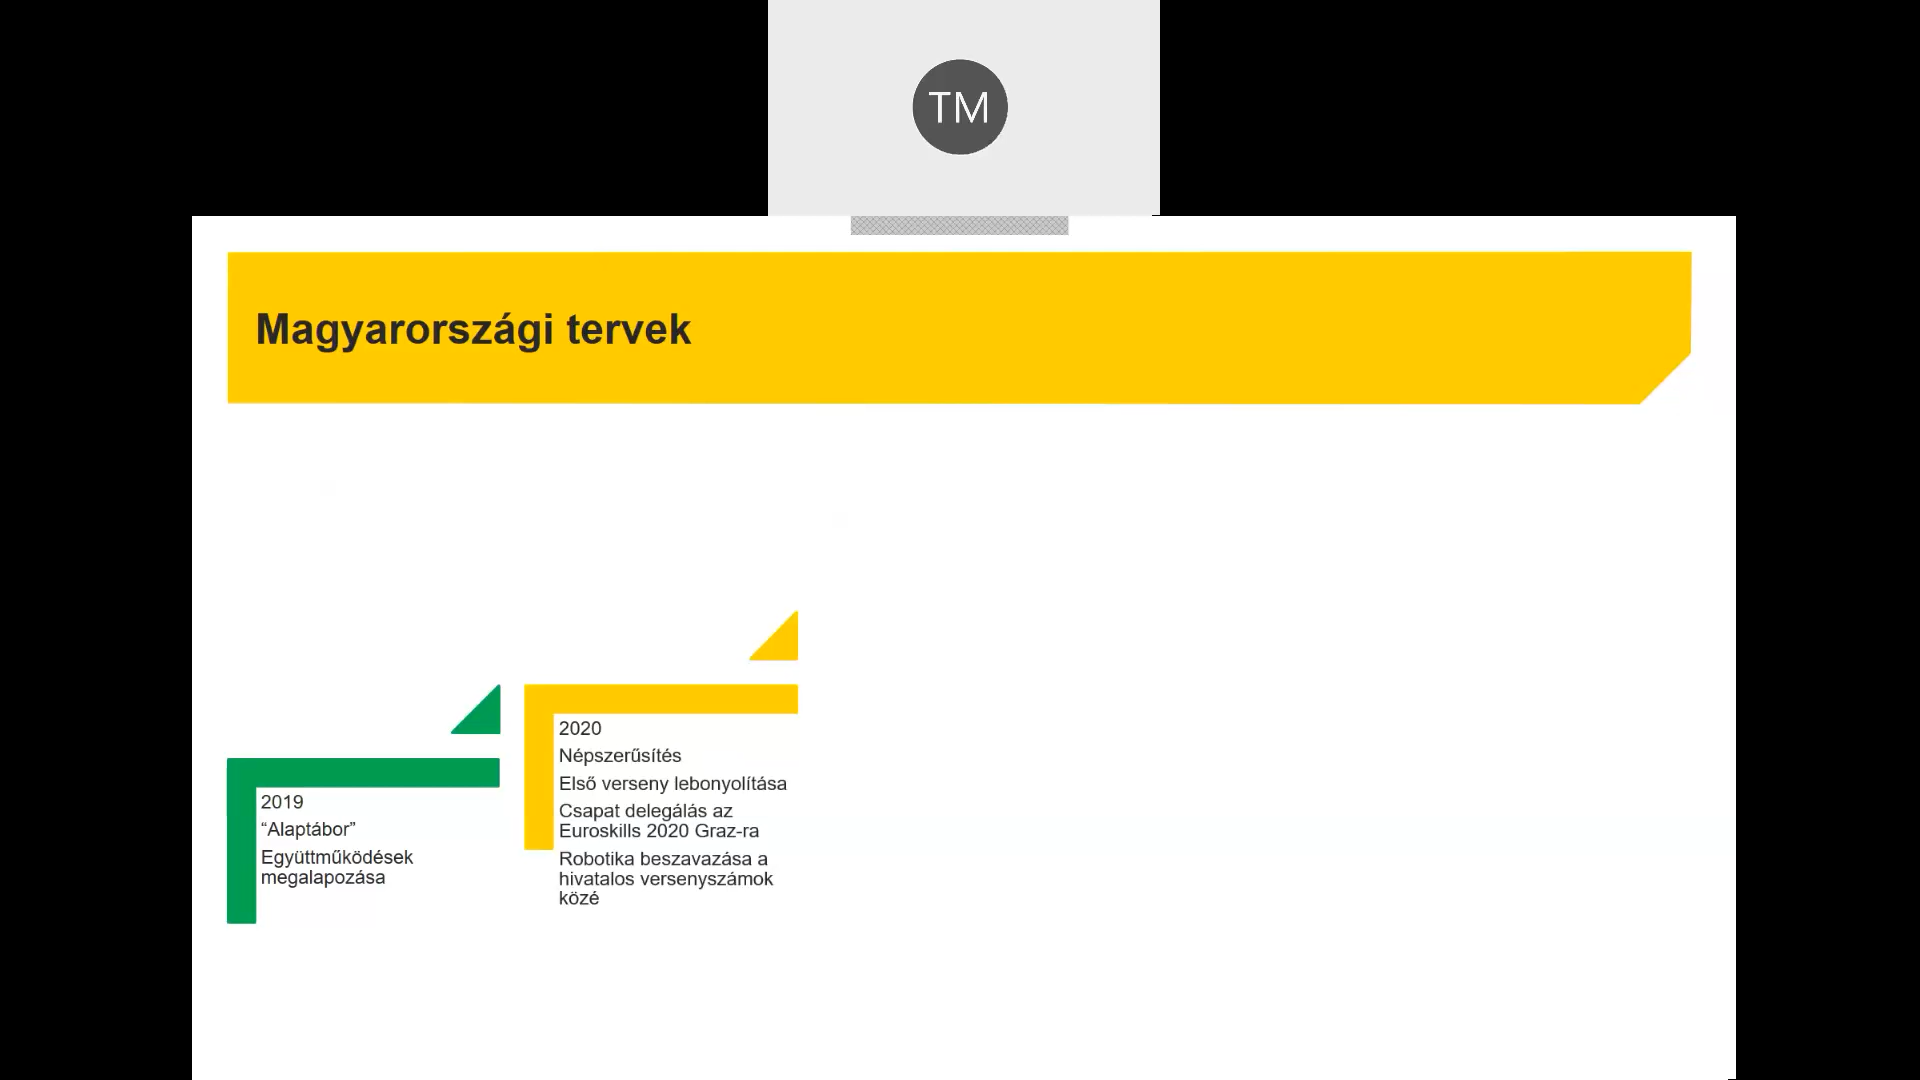 TM
Magyarországi tervek
2019
“Alaptábor”
Együttműködések
megalapozása
2020
Népszerűsítés
Első verseny lebonyolítása
Csapat delegálás az
Euroskills 2020 Graz-ra
Robotika beszavazása a
hivatalos versenyszámok
közé